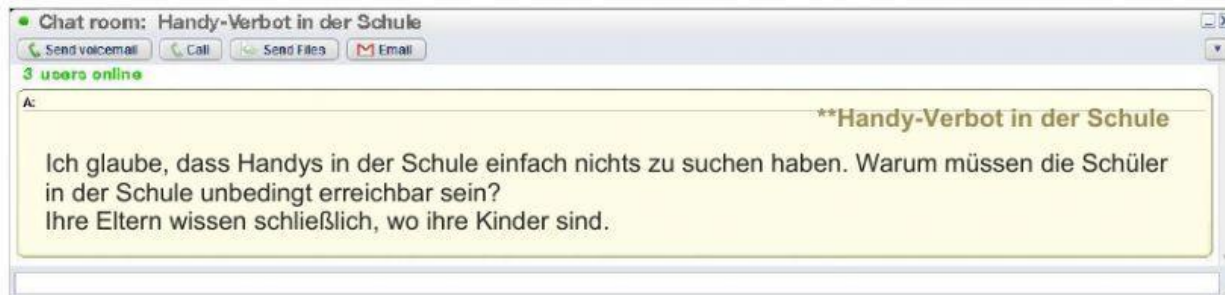 Chat room: Handy-Verbot in der Schule
Send voicemail Call Send Files Email
3 users online
A:
**Handy-Verbot in der Schule
Ich glaube, dass Handys in der Schule einfach nichts zu suchen haben. Warum müssen die Schüler
in der Schule unbedingt erreichbar sein?
Ihre Eltern wissen schließlich, wo ihre Kinder sind.